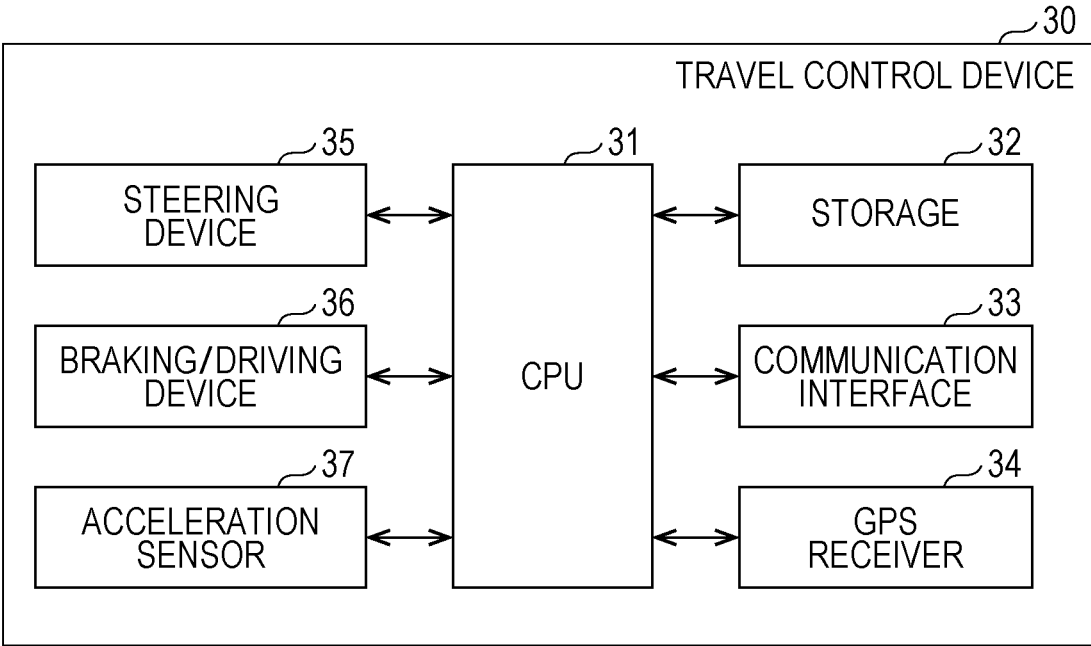 30
TRAVEL CONTROL DEVICE
35
STEERING
DEVICE
31
CPU
32
STORAGE
36
BRAKING/DRIVING
DEVICE
33
COMMUNICATION
INTERFACE
37
ACCELERATION
SENSOR
34
GPS
RECEIVER